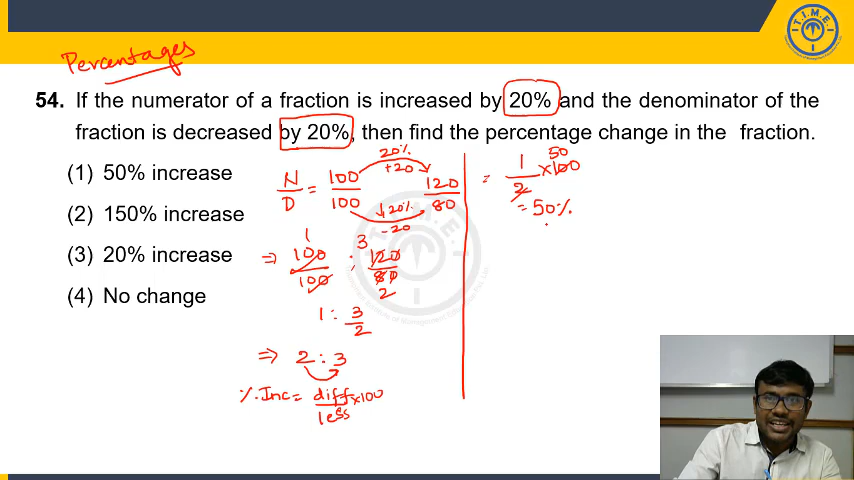 T.I.M.E.
Percentages
54. If the numerator of a fraction is increased by 20% and the denominator of the
fraction is decreased by 20%, then find the percentage change in the fraction.
(1) 50% increase
(2) 150% increase
(3) 20% increase
(4) No change
N/D = 100/100 20% +20 120/80 ↓20% -20
⇒ 100/100 1 : 120/80 3 2
1 : 3/2
⇒ 2 : 3
%.Inc = diff/less ×100
= 1/2 ×100 50
= 50%